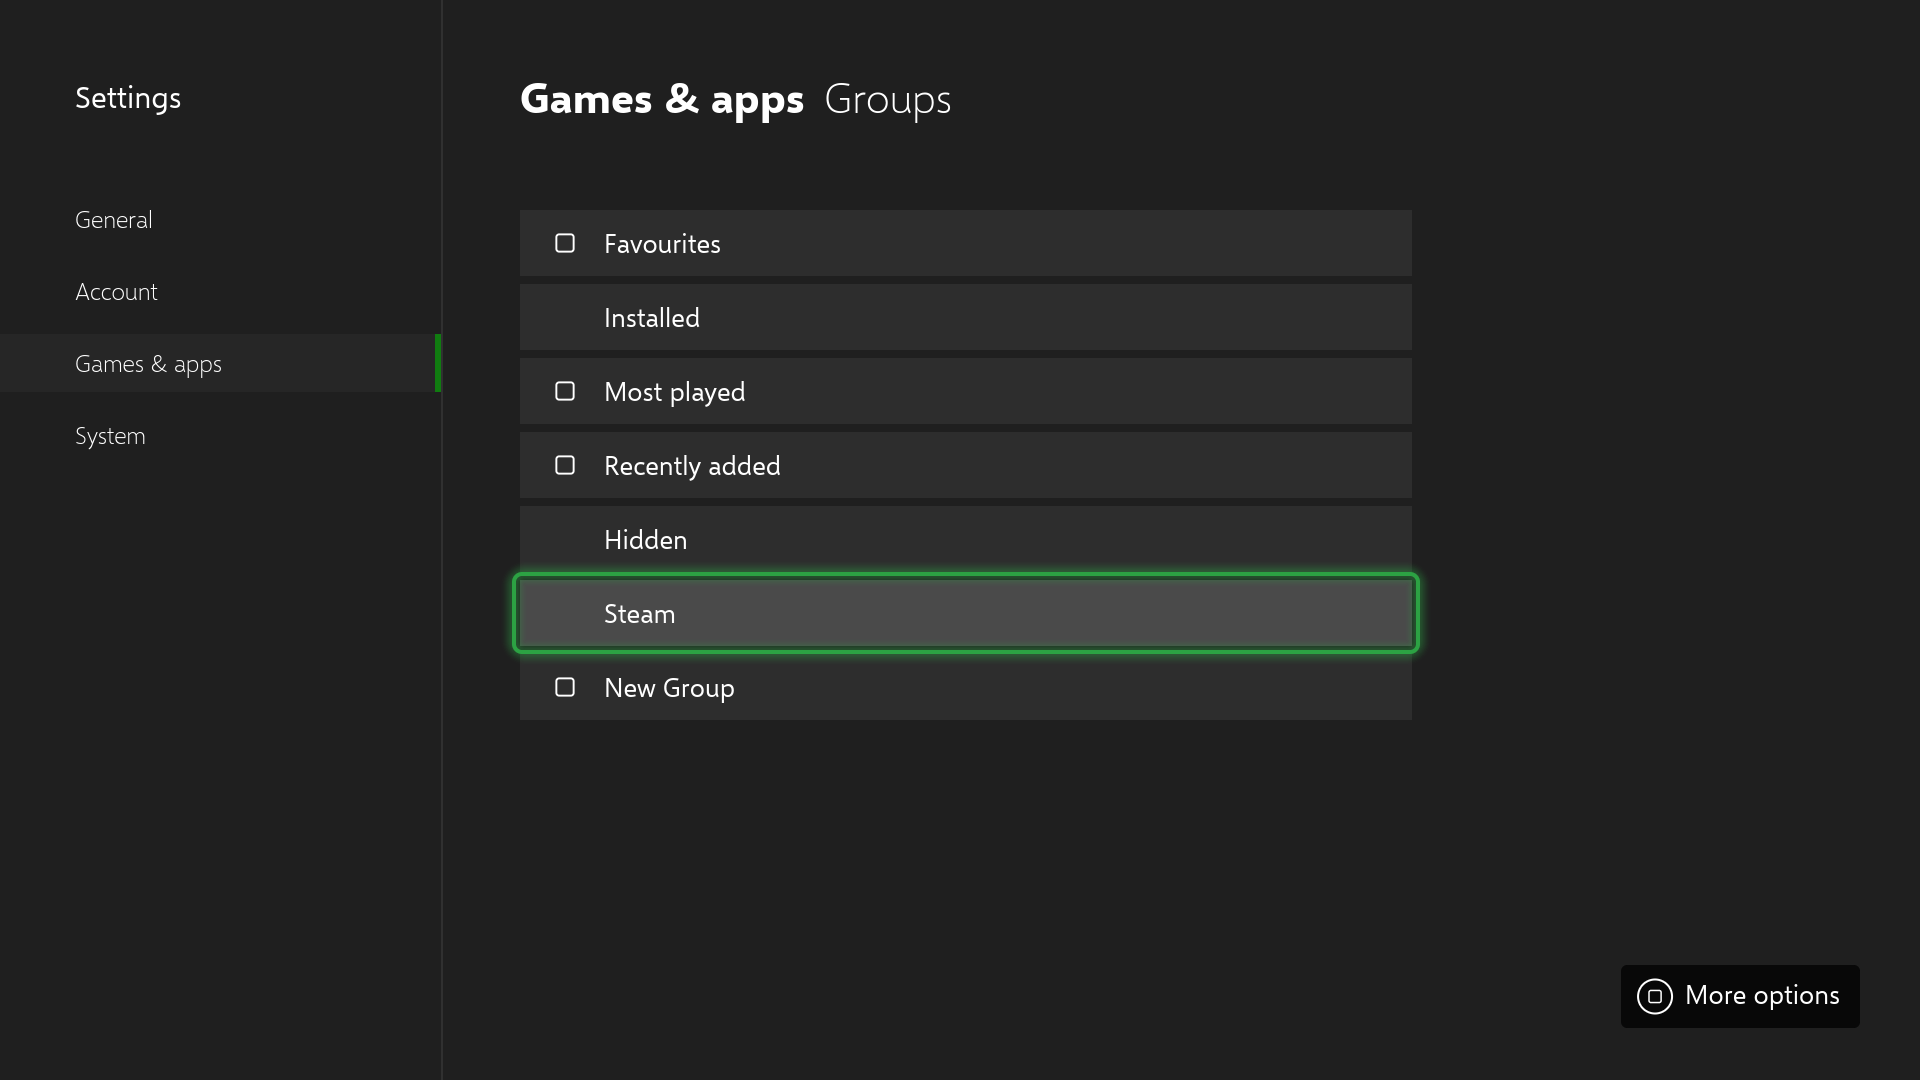 Settings
General
Account
Games & apps
System
Games & apps Groups
Favourites
Installed
Most played
Recently added
Hidden
Steam
New Group
More options